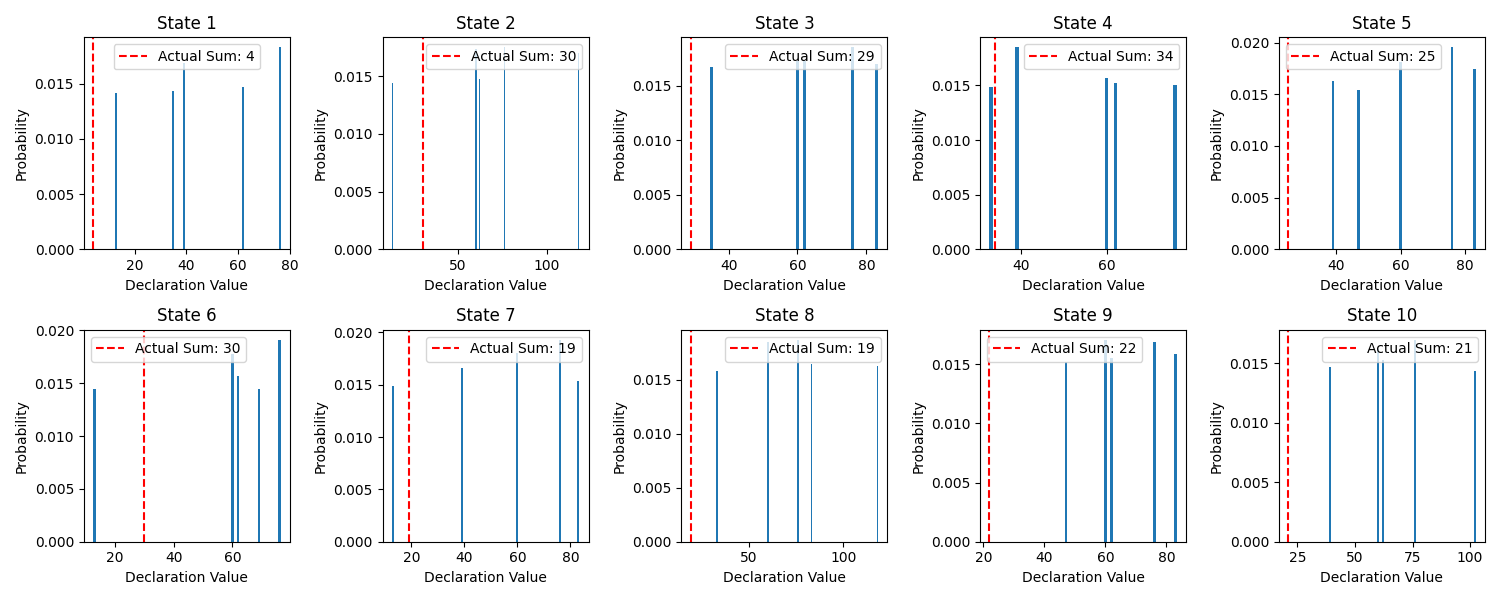 State 1
State 2
State 3
State 4
State 5
Actual Sum: 4
Actual Sum: 30
Actual Sum: 29
Actual Sum: 34
Actual Sum: 25
0.015
0.010
0.005
0.000
Probability
20 40 60 80
Declaration Value
0.015
0.010
0.005
0.000
Probability
50 100
Declaration Value
0.015
0.010
0.005
0.000
Probability
40 60 80
Declaration Value
0.015
0.010
0.005
0.000
Probability
40 60
Declaration Value
0.020
0.015
0.010
0.005
0.000
Probability
40 60 80
Declaration Value
State 6
State 7
State 8
State 9
State 10
Actual Sum: 30
Actual Sum: 19
Actual Sum: 19
Actual Sum: 22
Actual Sum: 21
0.020
0.015
0.010
0.005
0.000
Probability
20 40 60
Declaration Value
0.020
0.015
0.010
0.005
0.000
Probability
20 40 60 80
Declaration Value
0.015
0.010
0.005
0.000
Probability
50 100
Declaration Value
0.015
0.010
0.005
0.000
Probability
20 40 60 80
Declaration Value
0.015
0.010
0.005
0.000
Probability
25 50 75 100
Declaration Value